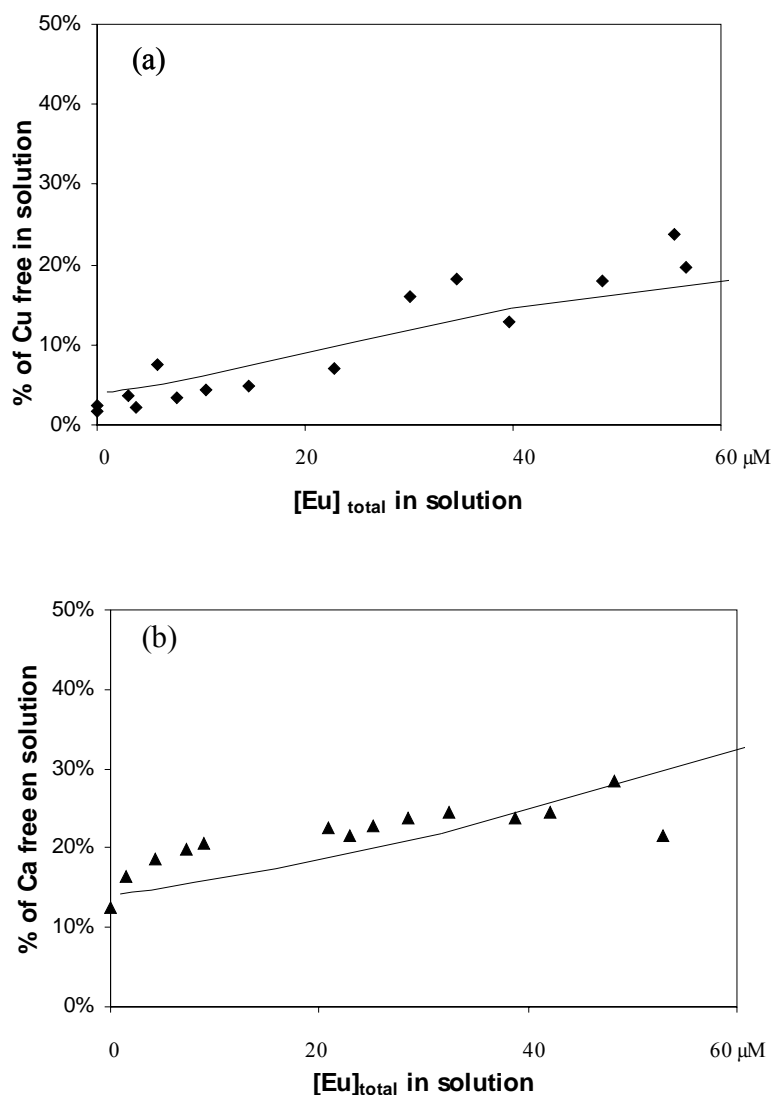 50%
(a)
40%
30%
20%
10%
0%
% of Cu free in solution
0 20 40 60 μM
[Eu] total in solution
50%
(b)
40%
30%
20%
10%
0%
% of Ca free en solution
0 20 40 60 μM
[Eu]total in solution